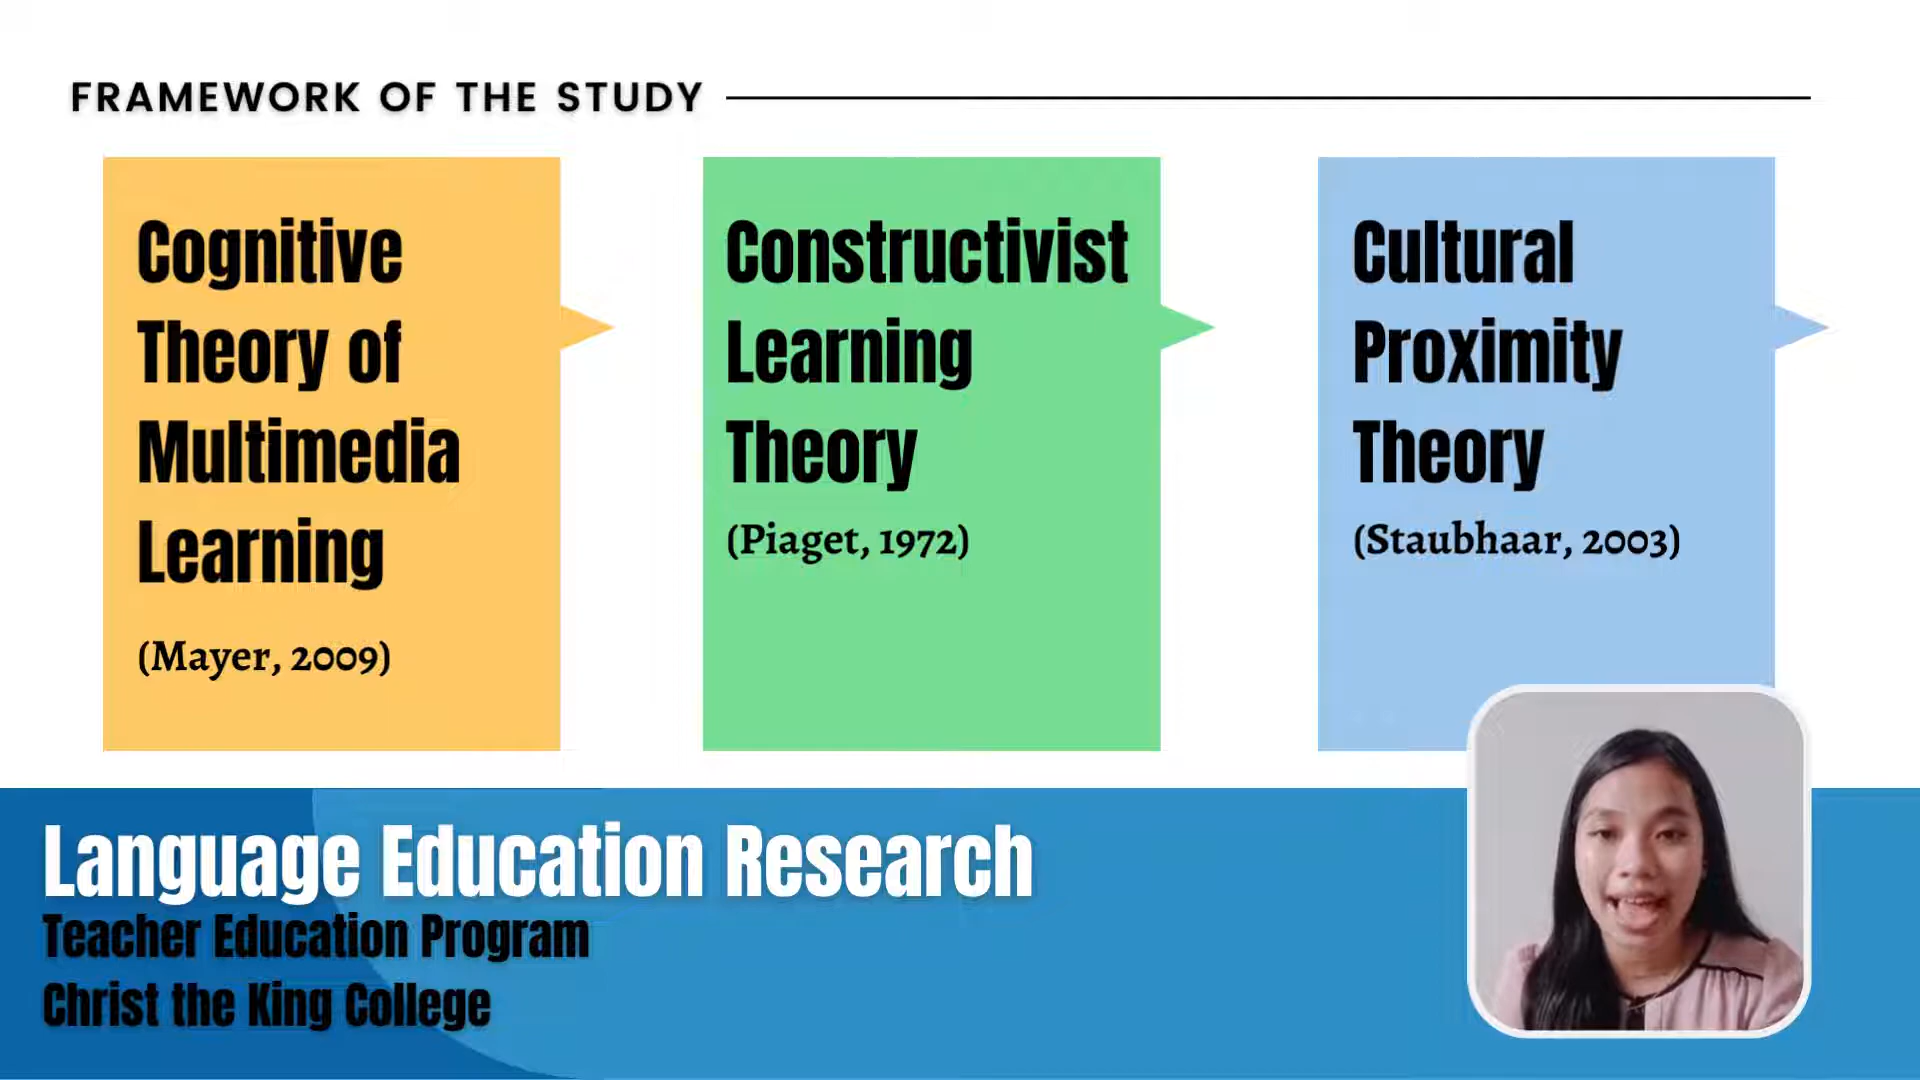 FRAMEWORK OF THE STUDY
Cognitive
Theory of
Multimedia
Learning
(Mayer, 2009)
Constructivist
Learning
Theory
(Piaget, 1972)
Cultural
Proximity
Theory
(Staubhaar, 2003)
Language Education Research
Teacher Education Program
Christ the King College